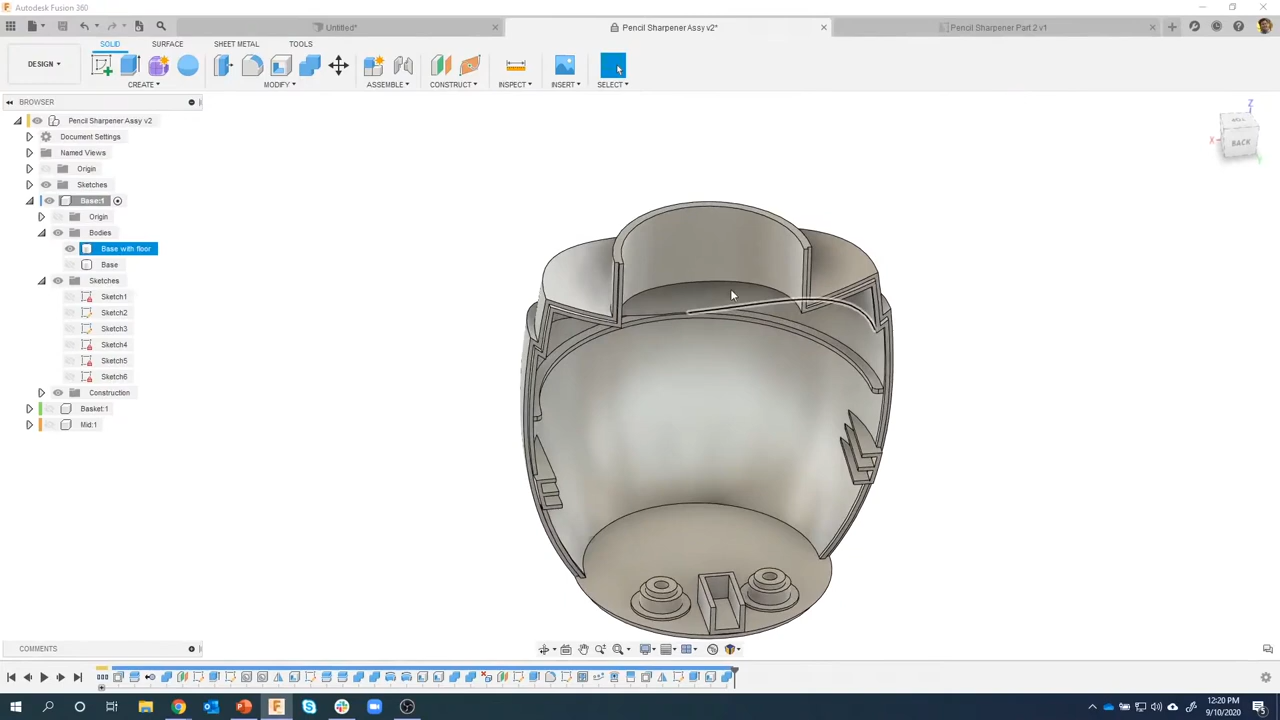 Autodesk Fusion 360
Untitled*
Pencil Sharpener Assy v2*
Pencil Sharpener Part 2 v1
SOLID
SURFACE
SHEET METAL
TOOLS
DESIGN
CREATE
MODIFY
ASSEMBLE
CONSTRUCT
INSPECT
INSERT
SELECT
BROWSER
Pencil Sharpener Assy v2
Document Settings
Named Views
Origin
Sketches
Base:1
Origin
Bodies
Base with floor
Base
Sketches
Sketch1
Sketch2
Sketch3
Sketch4
Sketch5
Sketch6
Construction
Basket:1
Mid:1
Z
X
BACK
COMMENTS
12:20 PM
9/10/2020